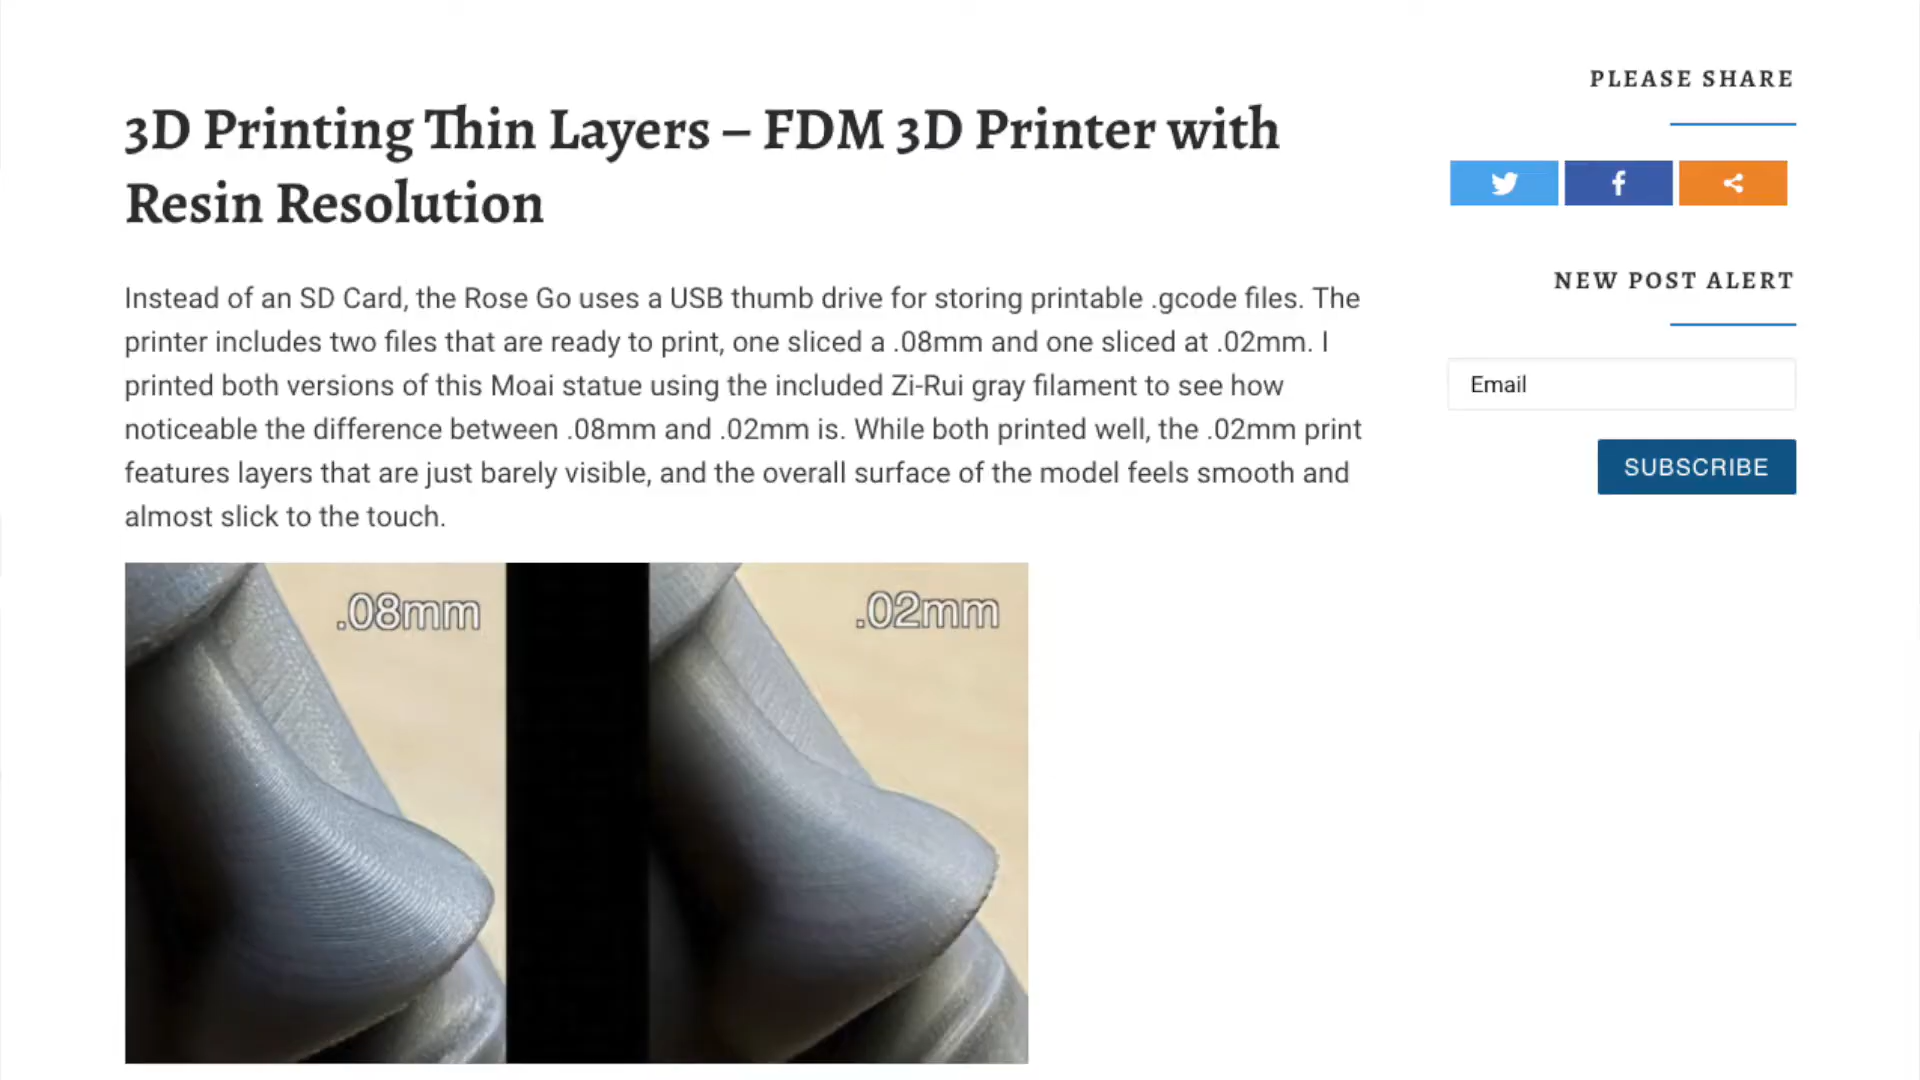 3D Printing Thin Layers – FDM 3D Printer with
Resin Resolution
Instead of an SD Card, the Rose Go uses a USB thumb drive for storing printable .gcode files. The
printer includes two files that are ready to print, one sliced a .08mm and one sliced at .02mm. I
printed both versions of this Moai statue using the included Zi-Rui gray filament to see how
noticeable the difference between .08mm and .02mm is. While both printed well, the .02mm print
features layers that are just barely visible, and the overall surface of the model feels smooth and
almost slick to the touch.
.08mm
.02mm
PLEASE SHARE
NEW POST ALERT
Email
SUBSCRIBE